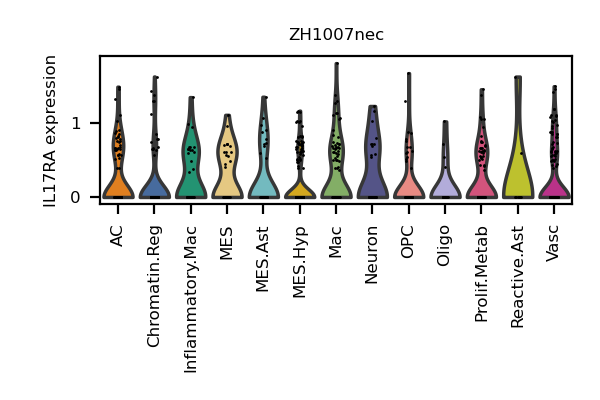 ZH1007nec
IL17RA expression
1
0
AC
Chromatin.Reg
Inflammatory.Mac
MES
MES.Ast
MES.Hyp
Mac
Neuron
OPC
Oligo
Prolif.Metab
Reactive.Ast
Vasc